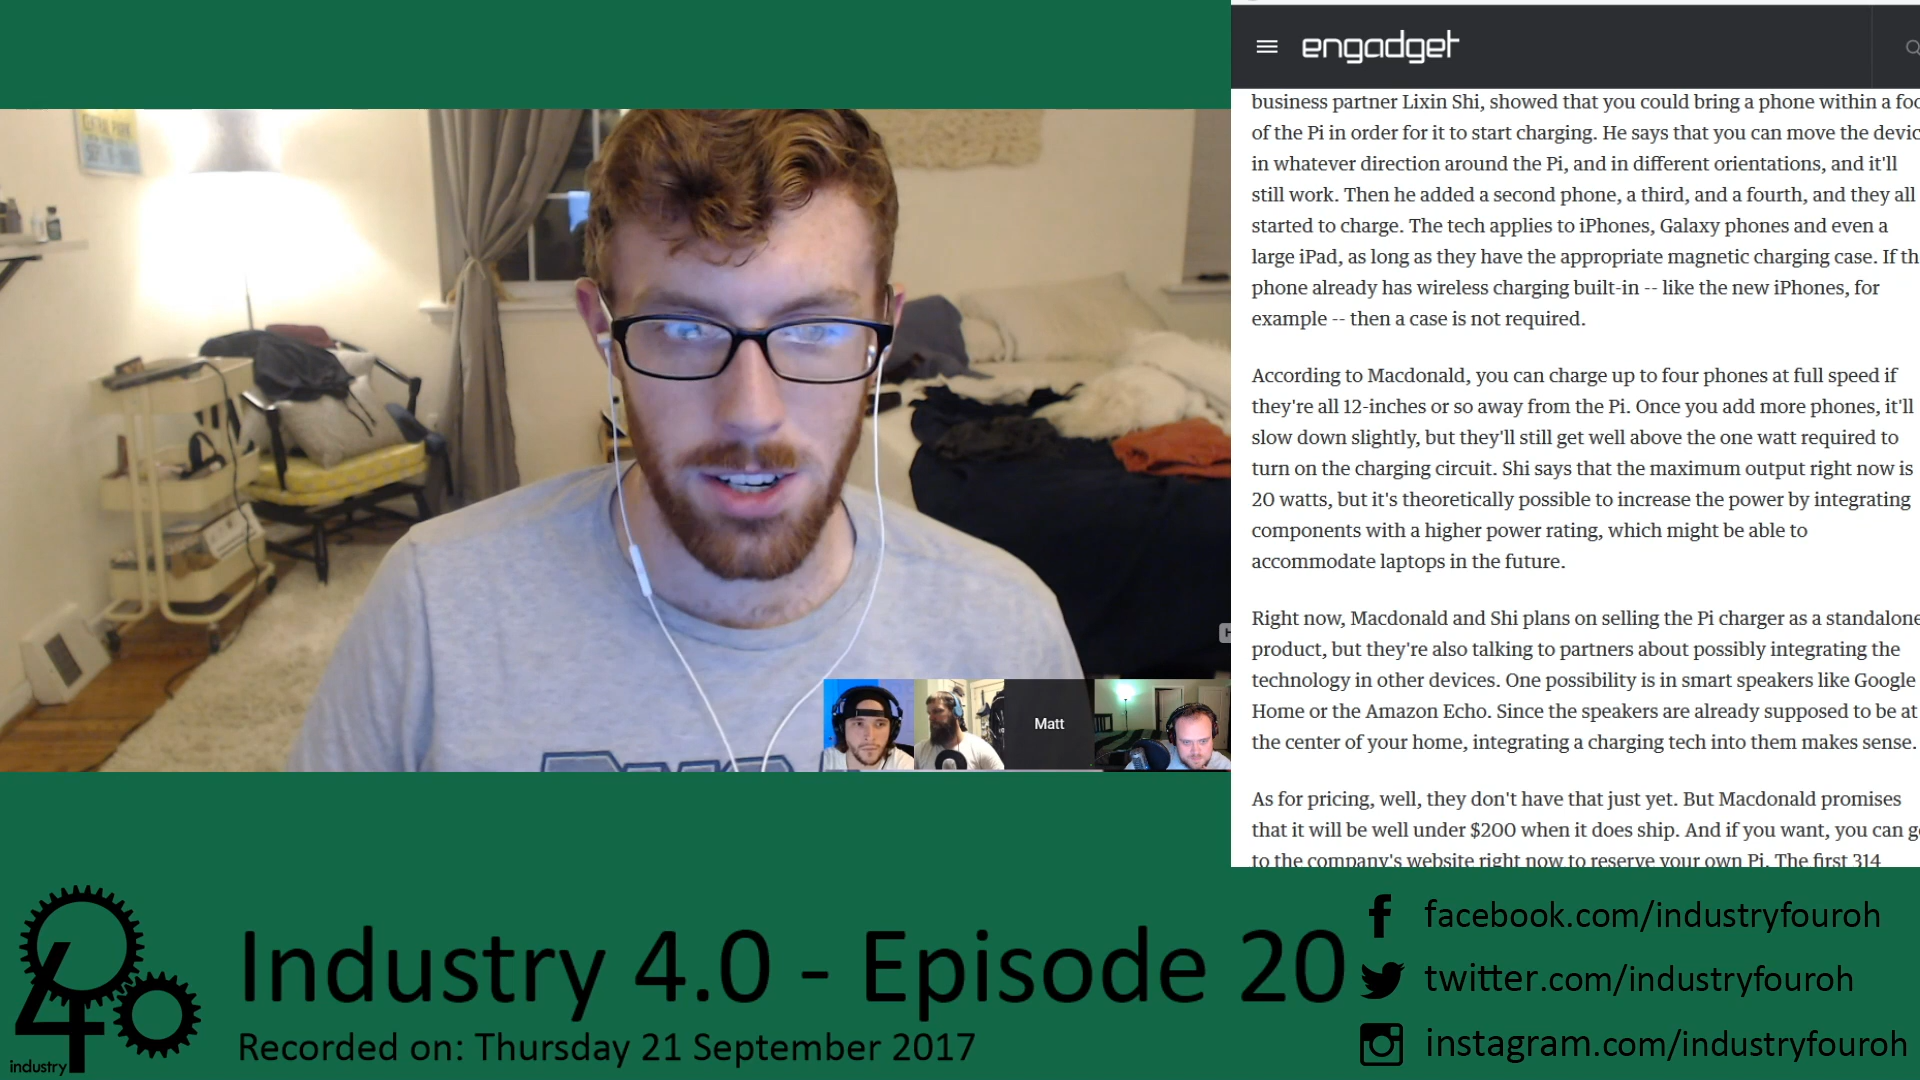 engadget
business partner Lixin Shi, showed that you could bring a phone within a foo
of the Pi in order for it to start charging. He says that you can move the devic
in whatever direction around the Pi, and in different orientations, and it'll
still work. Then he added a second phone, a third, and a fourth, and they all
started to charge. The tech applies to iPhones, Galaxy phones and even a
large iPad, as long as they have the appropriate magnetic charging case. If th
phone already has wireless charging built-in -- like the new iPhones, for
example -- then a case is not required.
According to Macdonald, you can charge up to four phones at full speed if
they're all 12-inches or so away from the Pi. Once you add more phones, it'll
slow down slightly, but they'll still get well above the one watt required to
turn on the charging circuit. Shi says that the maximum output right now is
20 watts, but it's theoretically possible to increase the power by integrating
components with a higher power rating, which might be able to
accommodate laptops in the future.
Right now, Macdonald and Shi plans on selling the Pi charger as a standalone
product, but they're also talking to partners about possibly integrating the
technology in other devices. One possibility is in smart speakers like Google
Home or the Amazon Echo. Since the speakers are already supposed to be at
the center of your home, integrating a charging tech into them makes sense.
As for pricing, well, they don't have that just yet. But Macdonald promises
that it will be well under $200 when it does ship. And if you want, you can g
to the company's website right now to reserve your own Pi. The first 314
Matt
40
industry
Industry 4.0 - Episode 20
Recorded on: Thursday 21 September 2017
facebook.com/industryfouroh
twitter.com/industryfouroh
instagram.com/industryfouroh